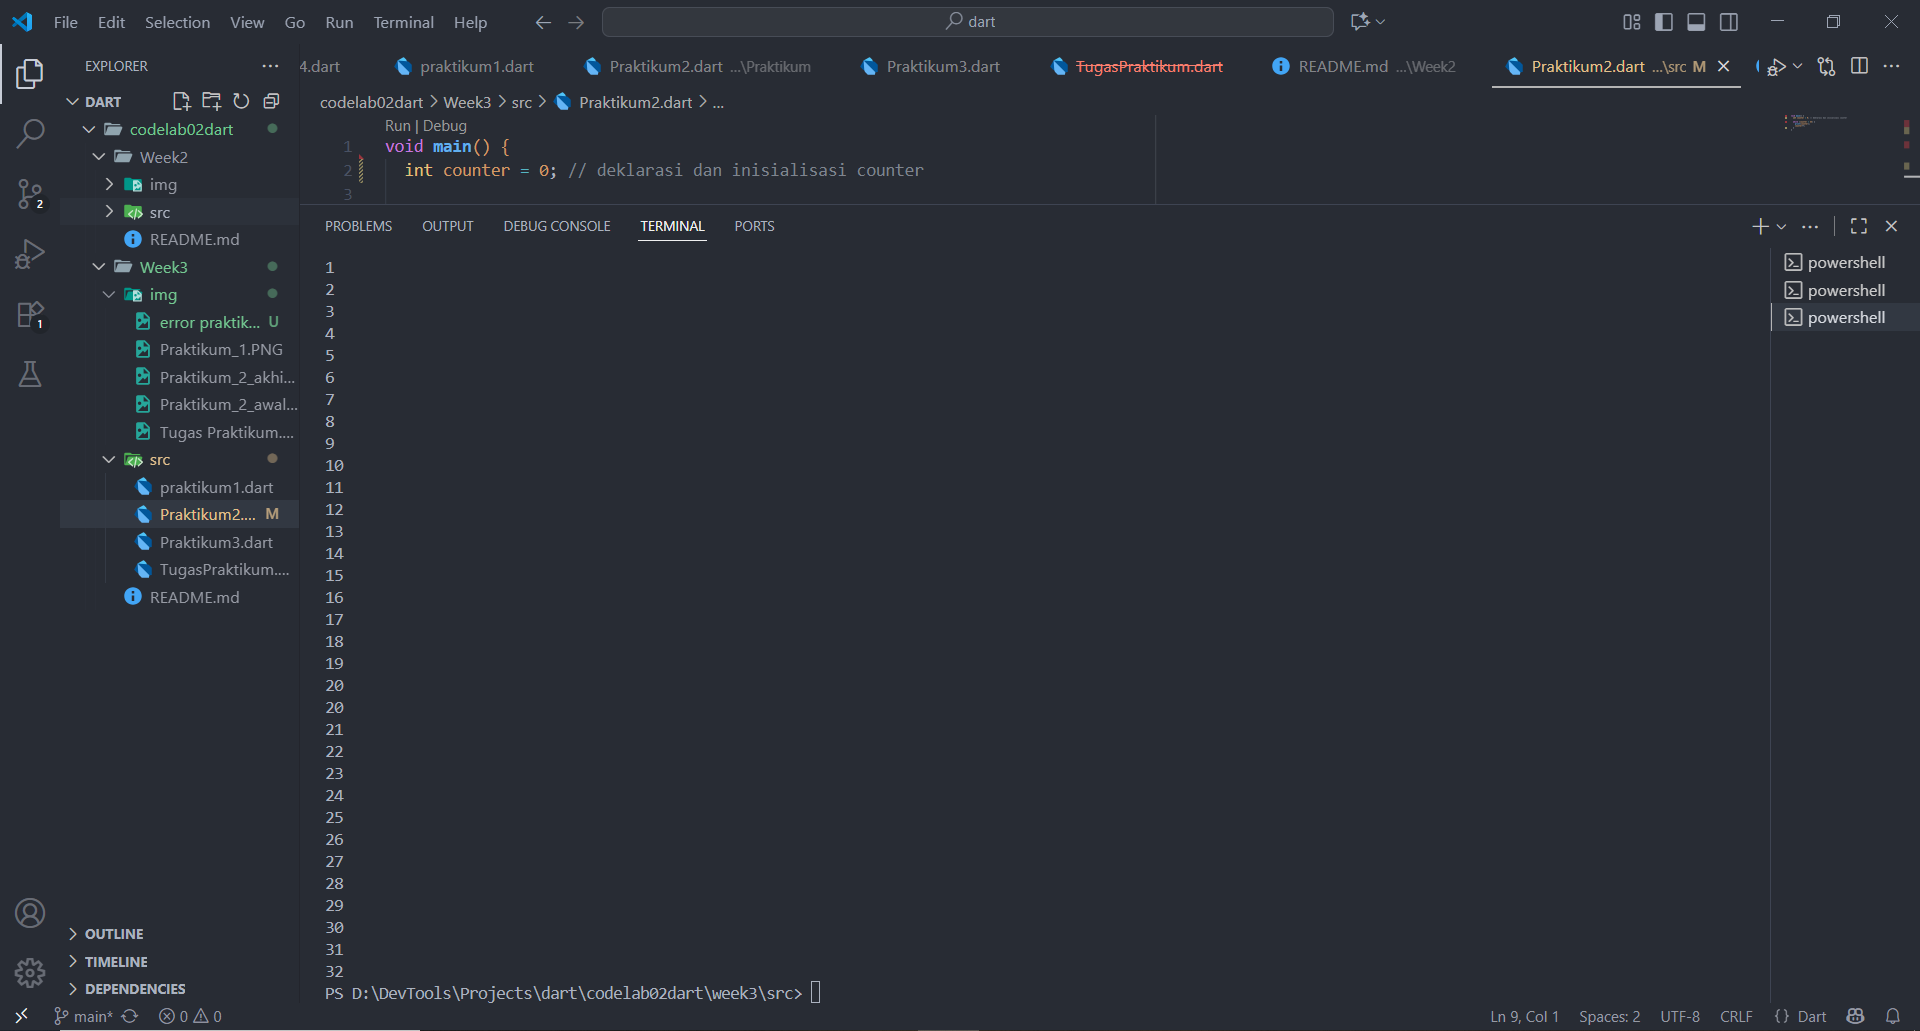 File Edit Selection View Go Run Terminal Help
dart
EXPLORER
4.dart praktikum1.dart Praktikum2.dart ...\Praktikum Praktikum3.dart TugasPraktikum.dart README.md ...\Week2 Praktikum2.dart ...\src M
DART
codelab02dart
Week2
img
src
README.md
Week3
img
error praktik... U
Praktikum_1.PNG
Praktikum_2_akhi...
Praktikum_2_awal...
Tugas Praktikum....
src
praktikum1.dart
Praktikum2.... M
Praktikum3.dart
TugasPraktikum....
README.md
OUTLINE
TIMELINE
DEPENDENCIES
2
1
codelab02dart > Week3 > src > Praktikum2.dart > ...
Run | Debug
1 void main() {
2 int counter = 0; // deklarasi dan inisialisasi counter
3
PROBLEMS OUTPUT DEBUG CONSOLE TERMINAL PORTS
1
2
3
4
5
6
7
8
9
10
11
12
13
14
15
16
17
18
19
20
20
21
22
23
24
25
26
27
28
29
30
31
32
PS D:\DevTools\Projects\dart\codelab02dart\week3\src>
powershell
powershell
powershell
main* 0 0 Ln 9, Col 1 Spaces: 2 UTF-8 CRLF {} Dart